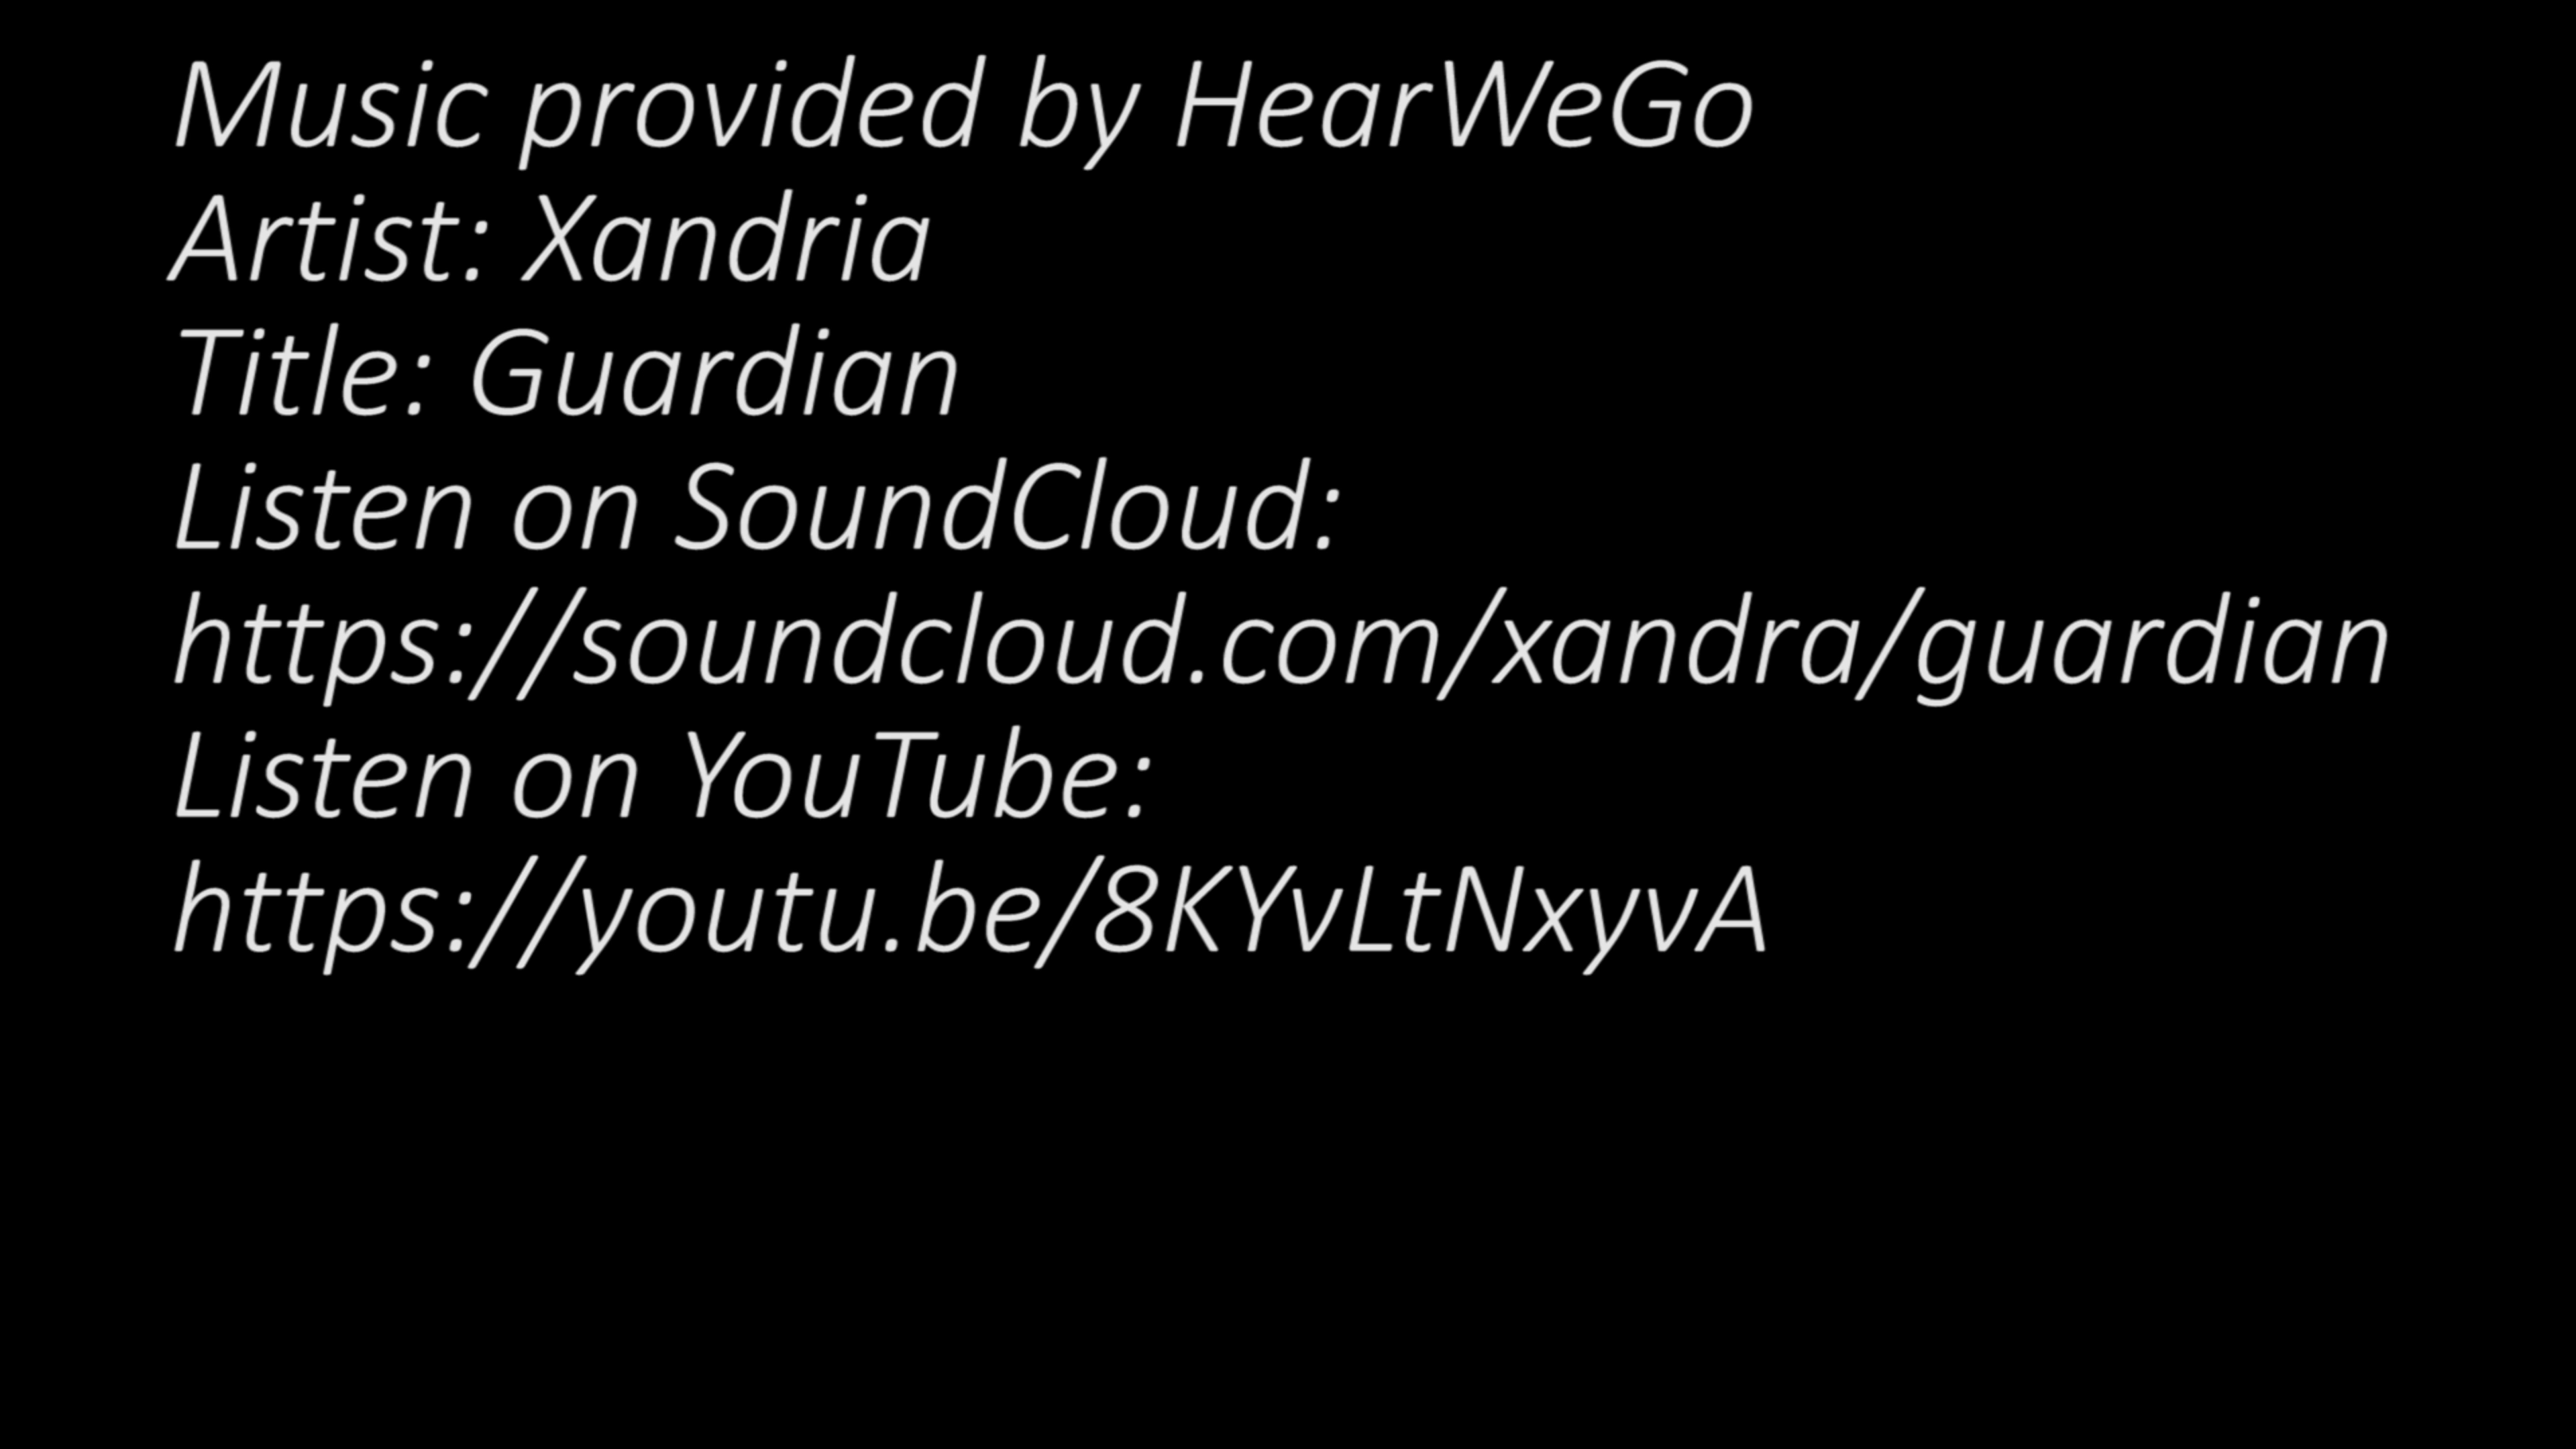 Music provided by HearWeGo
Artist: Xandria
Title: Guardian
Listen on SoundCloud:
https://soundcloud.com/xandra/guardian
Listen on YouTube:
https://youtu.be/8KYvLtNxyvA